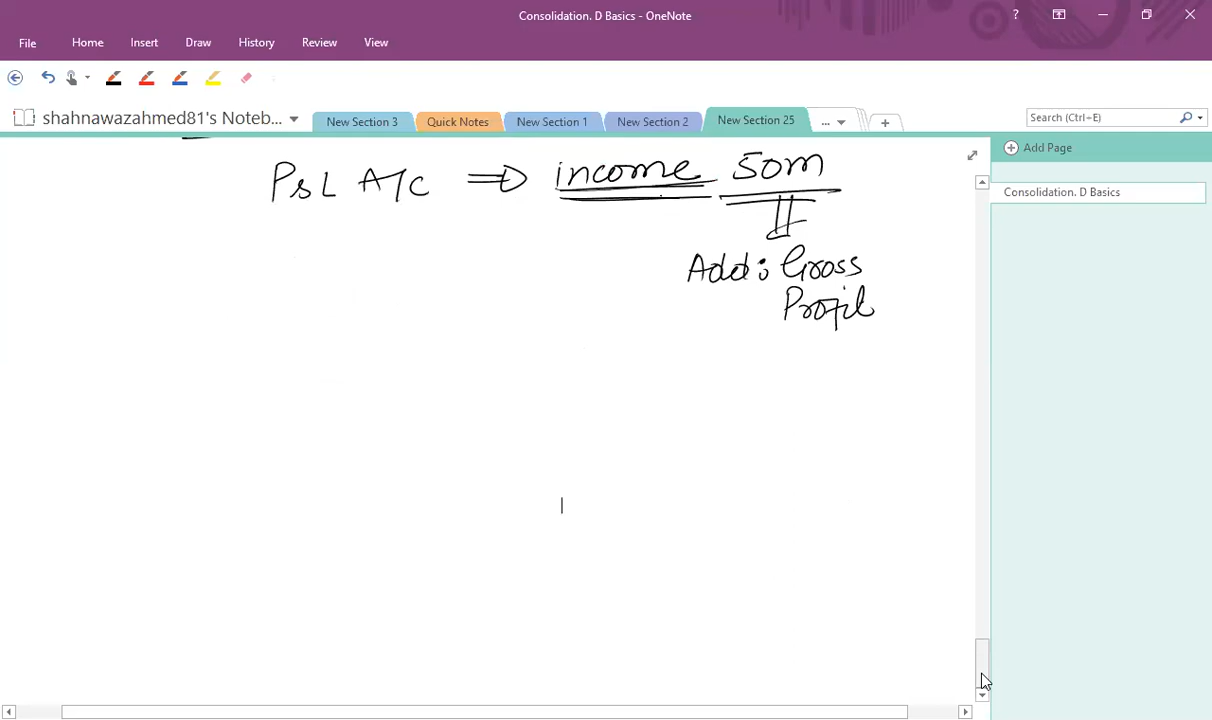 Consolidation. D Basics - OneNote
?
File Home Insert Draw History Review View
shahnawazahmed81's Noteb...
New Section 3
Quick Notes
New Section 1
New Section 2
New Section 25
...
Search (Ctrl+E)
Add Page
Consolidation. D Basics
PsL A/c ⇒ income 50m
Add: Gross
Profit